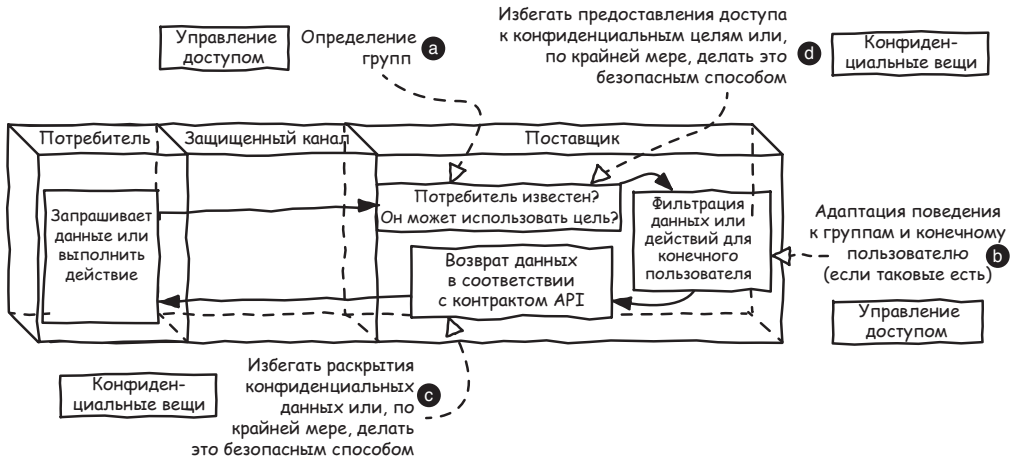 Управление
доступом
Определение
групп
a
Избегать предоставления доступа
к конфиденциальным целям или,
по крайней мере, делать это
безопасным способом
d
Конфиден-
циальные вещи
Потребитель
Защищенный канал
Поставщик
Запрашивает
данные или
выполнить
действие
Потребитель известен?
Он может использовать цель?
Фильтрация
данных или
действий для
конечного
пользователя
Возврат данных
в соответствии
с контрактом API
Адаптация поведения
к группам и конечному
пользователю
(если таковые есть)
b
Управление
доступом
Конфиден-
циальные вещи
Избегать раскрытия
конфиденциальных
данных или, по
крайней мере, делать
это безопасным способом
c